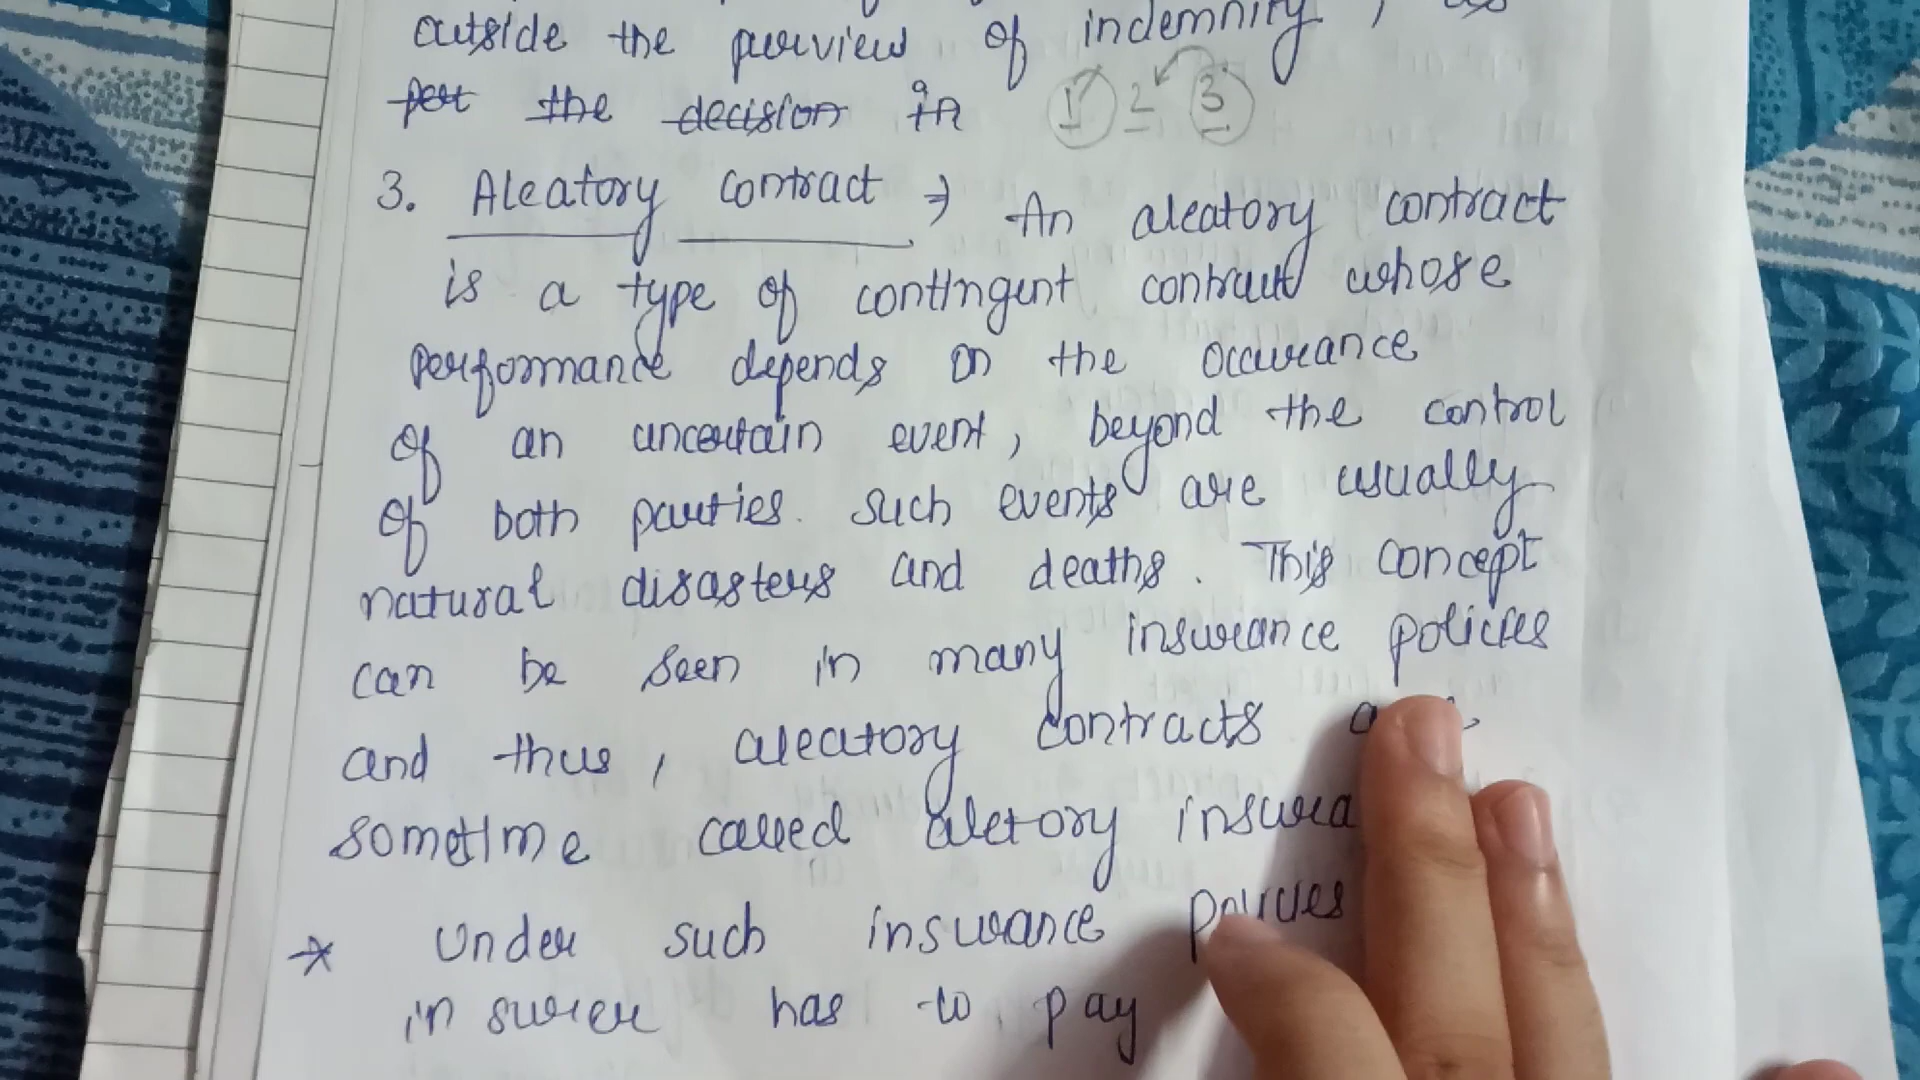 outside the purview of indemnity, as
per the decision in 1 2 3
3. Aleatory contract → An aleatory contract
is a type of contingent contract whose
performance depends on the occurance
of an uncertain event, beyond the control
of both parties. Such events are usually
natural disasters and deaths. This concept
can be seen in many insurance policies
and thus, aleatory contracts
sometime called aletory insura
* Under such insurance policies
insurer has to pay